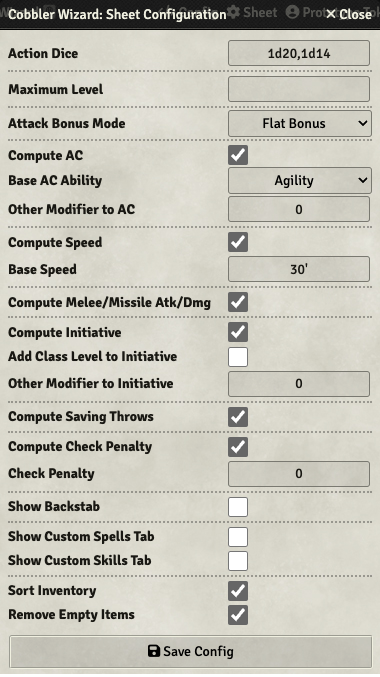 Cobbler Wizard: Sheet Configuration Sheet Close
Action Dice 1d20,1d14
Maximum Level
Attack Bonus Mode Flat Bonus
Compute AC
Base AC Ability Agility
Other Modifier to AC 0
Compute Speed
Base Speed 30'
Compute Melee/Missile Atk/Dmg
Compute Initiative
Add Class Level to Initiative
Other Modifier to Initiative 0
Compute Saving Throws
Compute Check Penalty
Check Penalty 0
Show Backstab
Show Custom Spells Tab
Show Custom Skills Tab
Sort Inventory
Remove Empty Items
Save Config